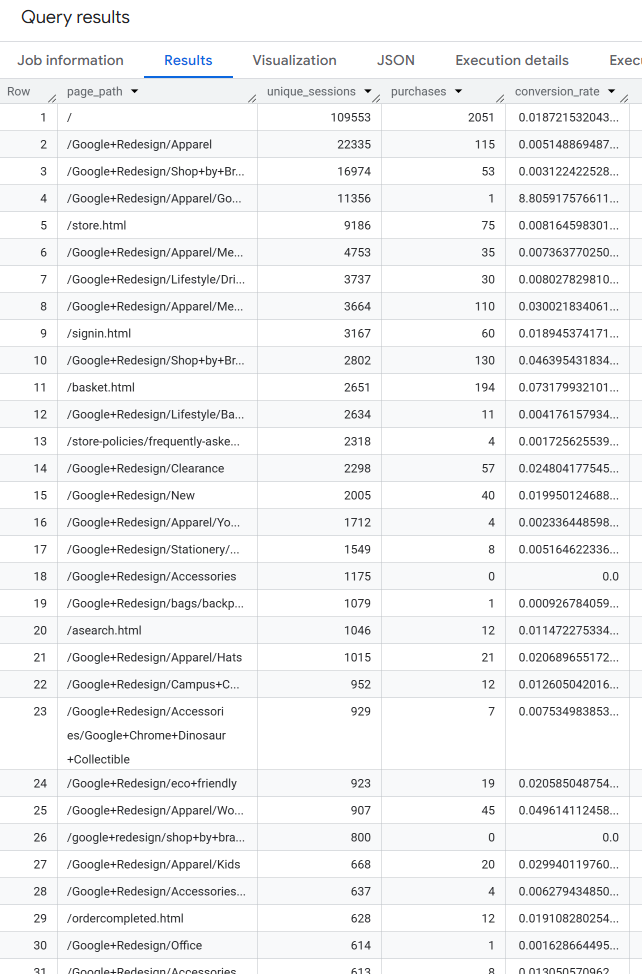 Query results
Job information Results Visualization JSON Execution details Exec
Row page_path unique_sessions purchases conversion_rate
1 / 109553 2051 0.018721532043...
2 /Google+Redesign/Apparel 22335 115 0.005148869487...
3 /Google+Redesign/Shop+by+Br... 16974 53 0.003122422528...
4 /Google+Redesign/Apparel/Go... 11356 1 8.805917576611...
5 /store.html 9186 75 0.008164598301...
6 /Google+Redesign/Apparel/Me... 4753 35 0.007363770250...
7 /Google+Redesign/Lifestyle/Dri... 3737 30 0.008027829810...
8 /Google+Redesign/Apparel/Me... 3664 110 0.030021834061...
9 /signin.html 3167 60 0.018945374171...
10 /Google+Redesign/Shop+by+Br... 2802 130 0.046395431834...
11 /basket.html 2651 194 0.073179932101...
12 /Google+Redesign/Lifestyle/Ba... 2634 11 0.004176157934...
13 /store-policies/frequently-aske... 2318 4 0.001725625539...
14 /Google+Redesign/Clearance 2298 57 0.024804177545...
15 /Google+Redesign/New 2005 40 0.019950124688...
16 /Google+Redesign/Apparel/Yo... 1712 4 0.002336448598...
17 /Google+Redesign/Stationery/... 1549 8 0.005164622336...
18 /Google+Redesign/Accessories 1175 0 0.0
19 /Google+Redesign/bags/backp... 1079 1 0.000926784059...
20 /asearch.html 1046 12 0.011472275334...
21 /Google+Redesign/Apparel/Hats 1015 21 0.020689655172...
22 /Google+Redesign/Campus+C... 952 12 0.012605042016...
23 /Google+Redesign/Accessori 929 7 0.007534983853...
es/Google+Chrome+Dinosaur
+Collectible
24 /Google+Redesign/eco+friendly 923 19 0.020585048754...
25 /Google+Redesign/Apparel/Wo... 907 45 0.049614112458...
26 /google+redesign/shop+by+bra... 800 0 0.0
27 /Google+Redesign/Apparel/Kids 668 20 0.029940119760...
28 /Google+Redesign/Accessories... 637 4 0.006279434850...
29 /ordercompleted.html 628 12 0.019108280254...
30 /Google+Redesign/Office 614 1 0.001628664495...
31 /Google+Redesign/Accessories 613 8 0.013050570962